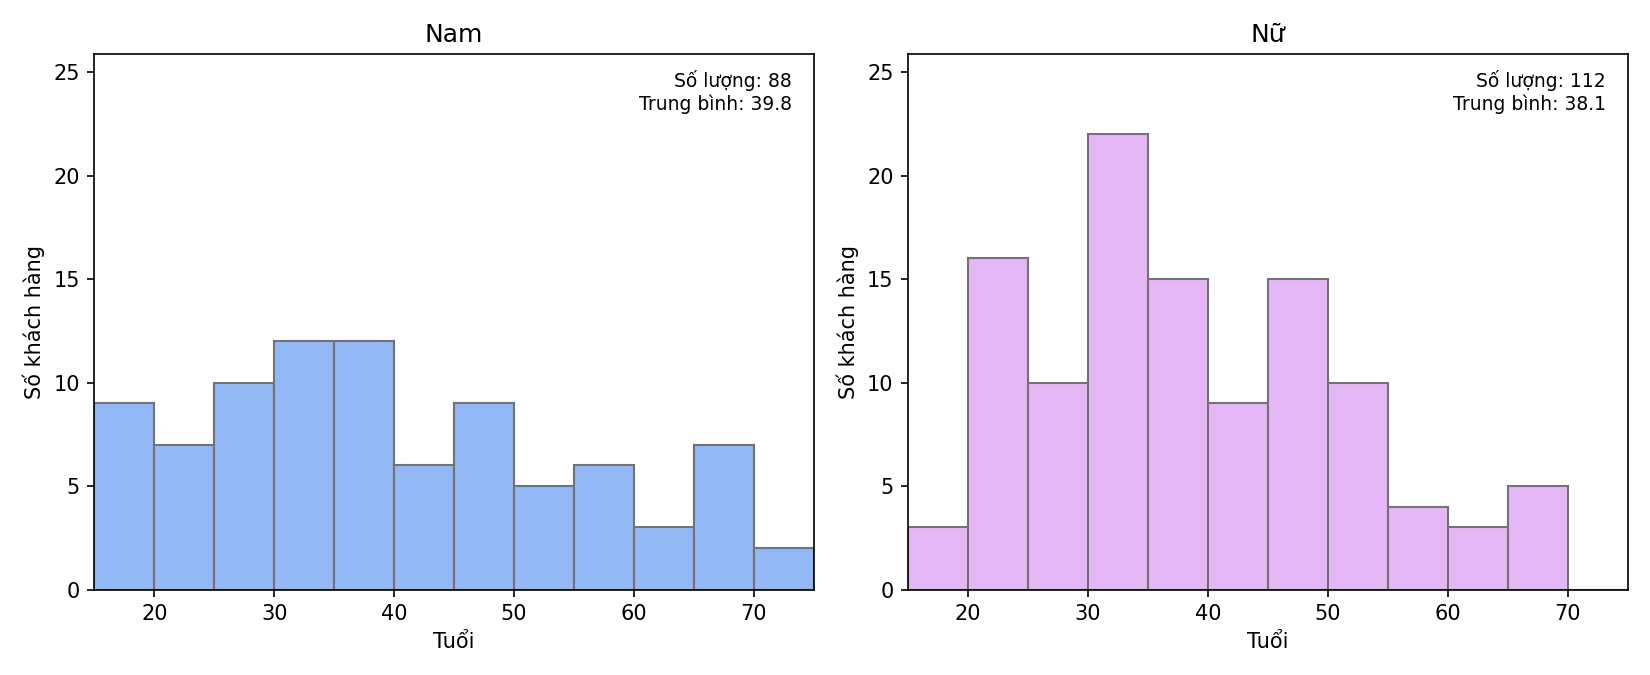 Nam
Số lượng: 88
Trung bình: 39.8
Số khách hàng
25
20
15
10
5
0
20 30 40 50 60 70
Tuổi
Nữ
Số lượng: 112
Trung bình: 38.1
Số khách hàng
25
20
15
10
5
0
20 30 40 50 60 70
Tuổi